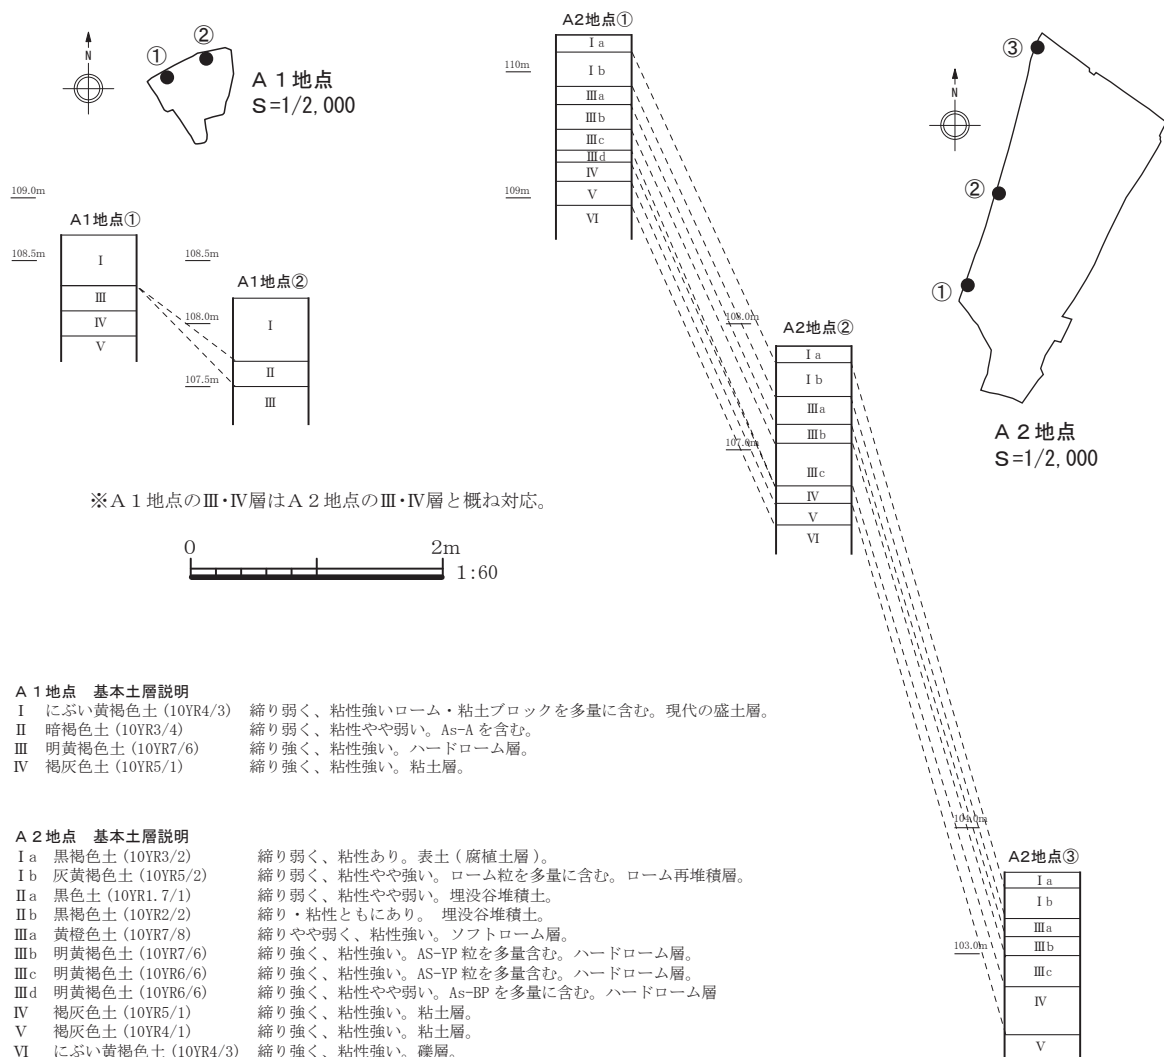 N
①
②
A 1 地点
S=1/2,000
109.0m
A1地点①
108.5m
Ⅰ
Ⅲ
Ⅳ
Ⅴ
108.5m
A1地点②
108.0m
Ⅰ
Ⅱ
107.5m
Ⅲ
A2地点①
Ⅰa
110m
Ⅰb
Ⅲa
Ⅲb
Ⅲc
Ⅲd
Ⅳ
109m
Ⅴ
Ⅵ
108.0m
A2地点②
Ⅰa
Ⅰb
Ⅲa
Ⅲb
107.0m
Ⅲc
Ⅳ
Ⅴ
Ⅵ
104.0m
A2地点③
Ⅰa
Ⅰb
Ⅲa
Ⅲb
103.0m
Ⅲc
Ⅳ
Ⅴ
N
③
②
①
A 2 地点
S=1/2,000
※A 1 地点のⅢ・Ⅳ層はA 2 地点のⅢ・Ⅳ層と概ね対応。
0 2m
1:60
A 1 地点 基本土層説明
Ⅰ にぶい黄褐色土 (10YR4/3) 締り弱く、粘性強いローム・粘土ブロックを多量に含む。現代の盛土層。
Ⅱ 暗褐色土 (10YR3/4) 締り弱く、粘性やや弱い。As-A を含む。
Ⅲ 明黄褐色土 (10YR7/6) 締り強く、粘性強い。ハードローム層。
Ⅳ 褐灰色土 (10YR5/1) 締り強く、粘性強い。粘土層。
A 2 地点 基本土層説明
Ⅰa 黒褐色土 (10YR3/2) 締り弱く、粘性あり。表土 ( 腐植土層 )。
Ⅰb 灰黄褐色土 (10YR5/2) 締り弱く、粘性やや強い。ローム粒を多量に含む。ローム再堆積層。
Ⅱa 黒色土 (10YR1.7/1) 締り弱く、粘性やや弱い。埋没谷堆積土。
Ⅱb 黒褐色土 (10YR2/2) 締り・粘性ともにあり。 埋没谷堆積土。
Ⅲa 黄橙色土 (10YR7/8) 締りやや弱く、粘性強い。ソフトローム層。
Ⅲb 明黄褐色土 (10YR7/6) 締り強く、粘性強い。AS-YP 粒を多量含む。ハードローム層。
Ⅲc 明黄褐色土 (10YR6/6) 締り強く、粘性強い。AS-YP 粒を多量含む。ハードローム層。
Ⅲd 明黄褐色土 (10YR6/6) 締り強く、粘性やや弱い。As-BP を多量に含む。ハードローム層
Ⅳ 褐灰色土 (10YR5/1) 締り強く、粘性強い。粘土層。
Ⅴ 褐灰色土 (10YR4/1) 締り強く、粘性強い。粘土層。
Ⅵ にぶい黄褐色土 (10YR4/3) 締り強く、粘性強い。礫層。